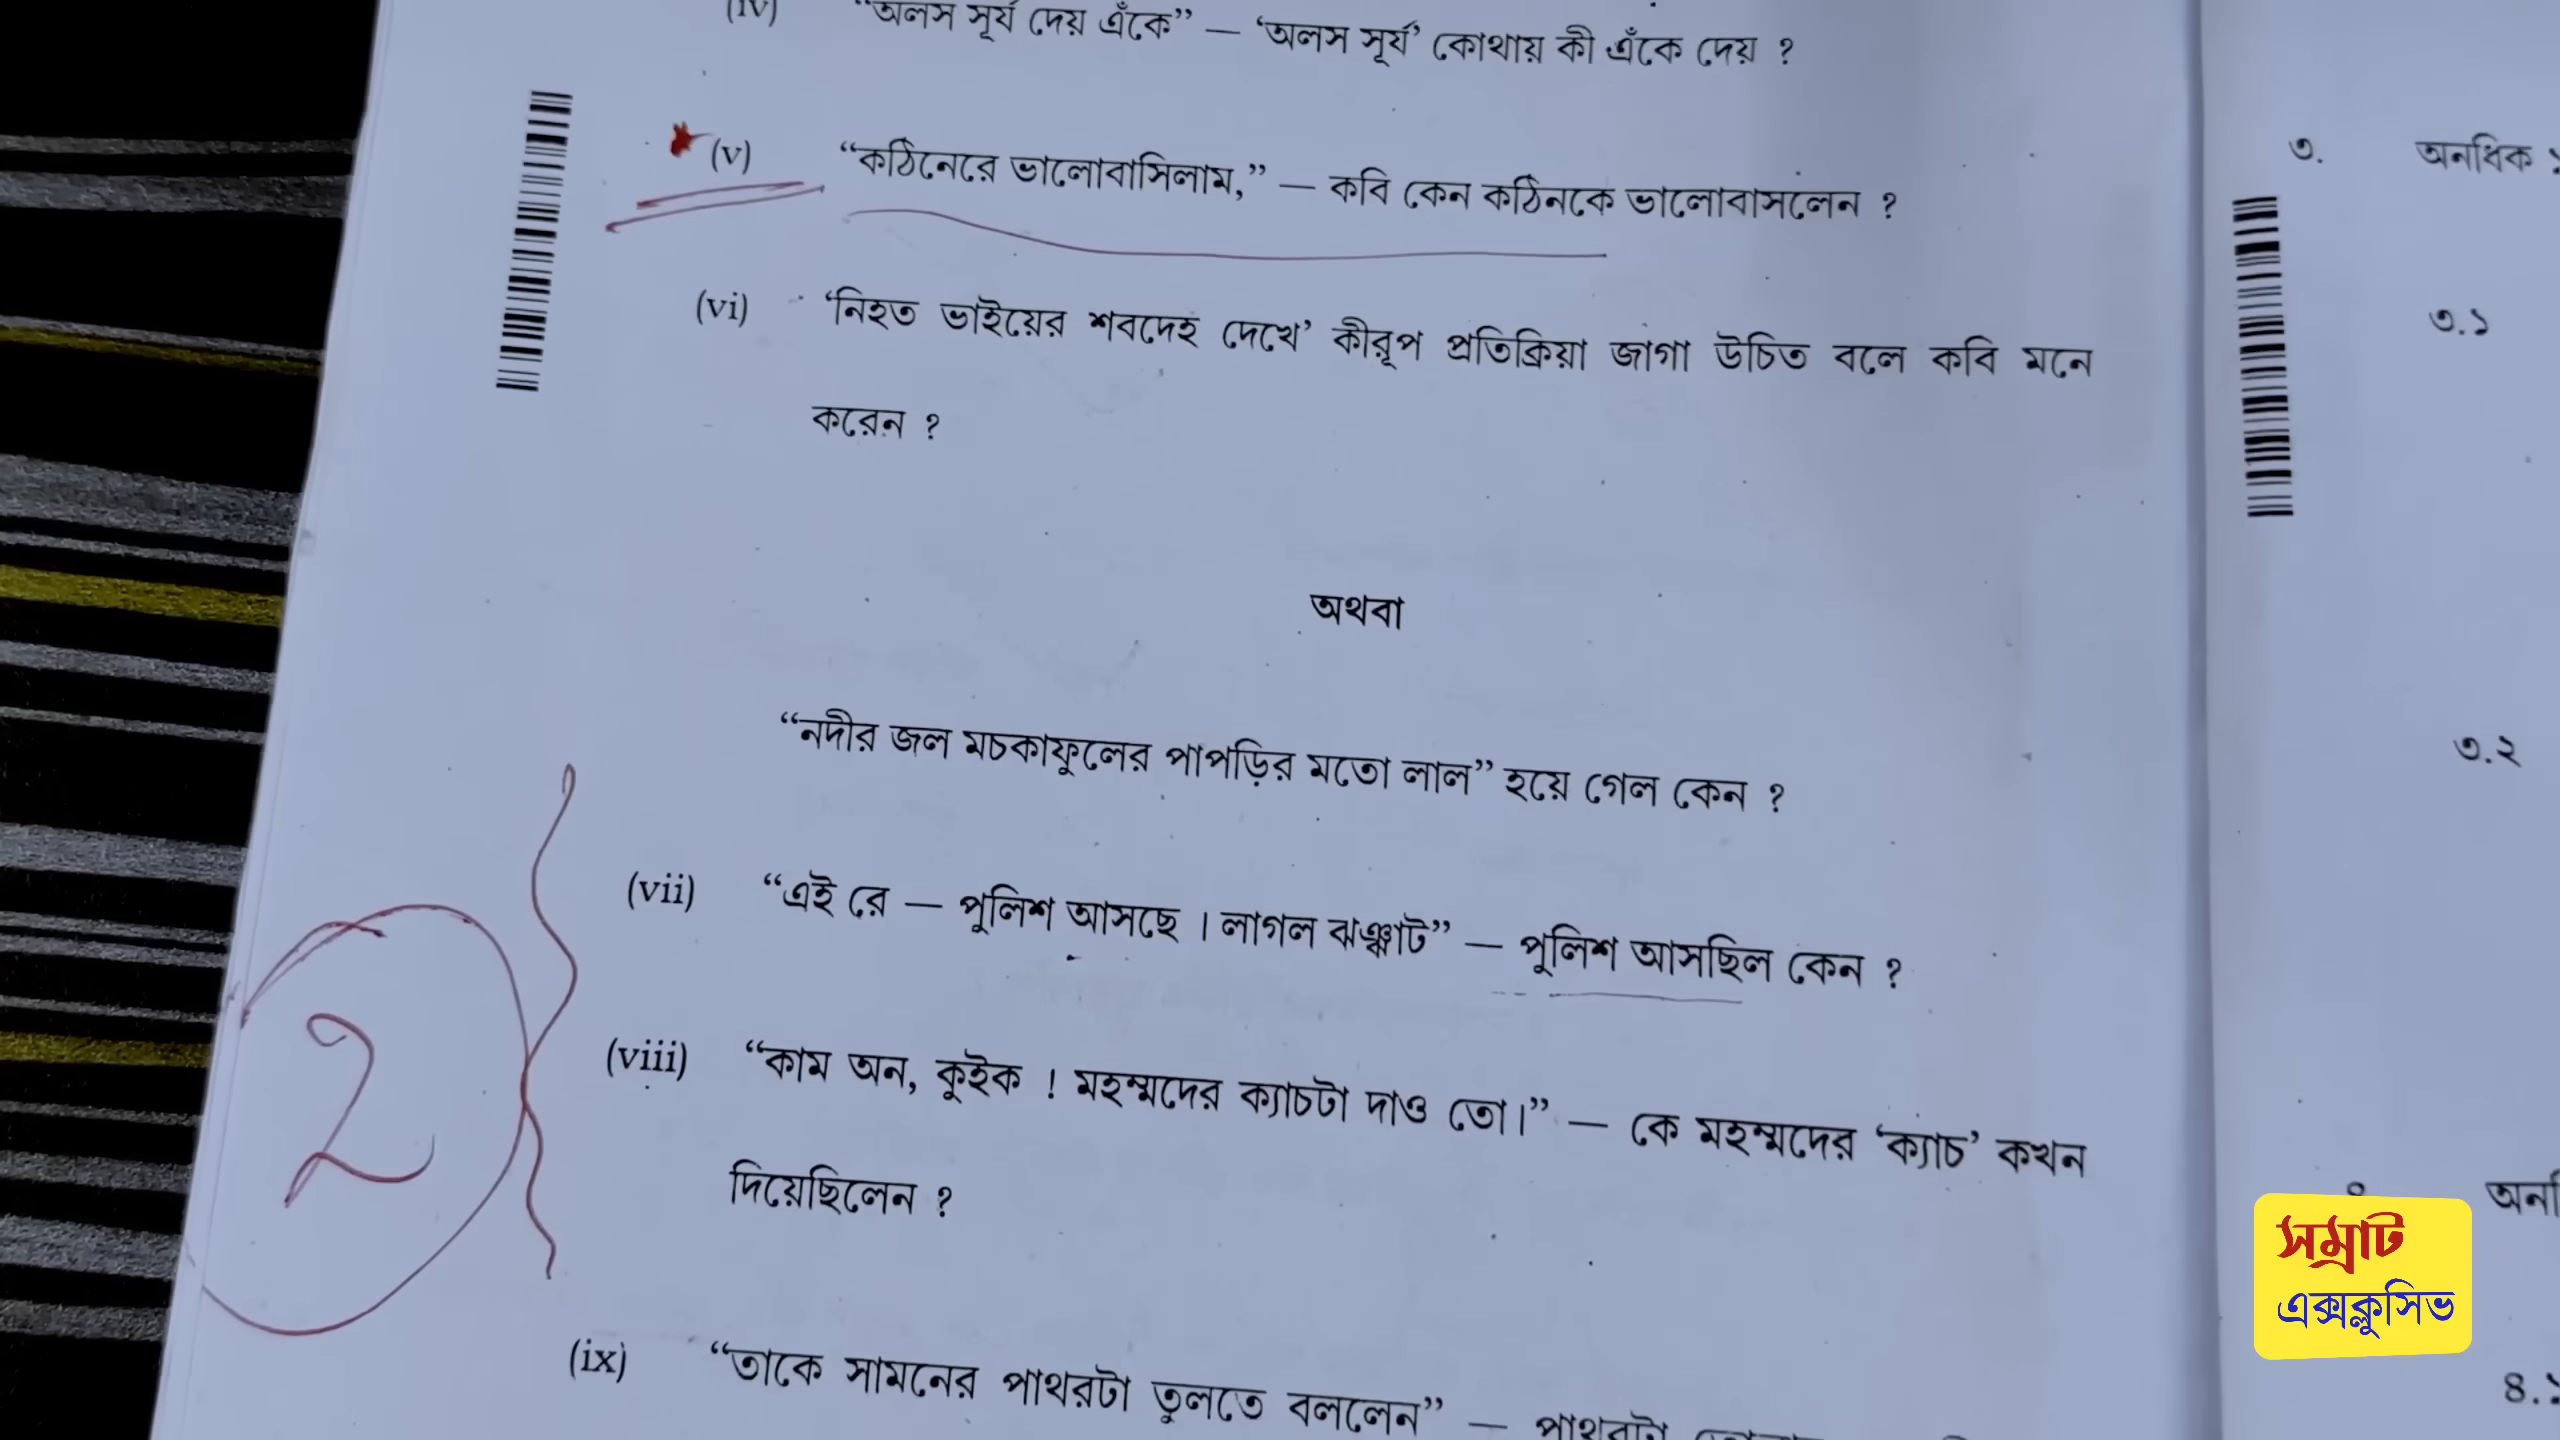 (iv) “অলস সূর্য দেয় এঁকে” — ‘অলস সূর্য’ কোথায় কী এঁকে দেয় ?
(v) “কঠিনেরে ভালোবাসিলাম,” — কবি কেন কঠিনকে ভালোবাসলেন ?
(vi) ‘নিহত ভাইয়ের শবদেহ দেখে’ কীরূপ প্রতিক্রিয়া জাগা উচিত বলে কবি মনে
করেন ?
অথবা
“নদীর জল মচকাফুলের পাপড়ির মতো লাল” হয়ে গেল কেন ?
(vii) “এই রে — পুলিশ আসছে । লাগল ঝঞ্ঝাট” — পুলিশ আসছিল কেন ?
(viii) “কাম অন, কুইক ! মহম্মদের ক্যাচটা দাও তো।” — কে মহম্মদের ‘ক্যাচ’ কখন
দিয়েছিলেন ?
2
(ix) “তাকে সামনের পাথরটা তুলতে বললেন” — পাথরটা
৩. অনধিক
৩.১
৩.২
৪.
সম্রাট
এক্সক্লুসিভ